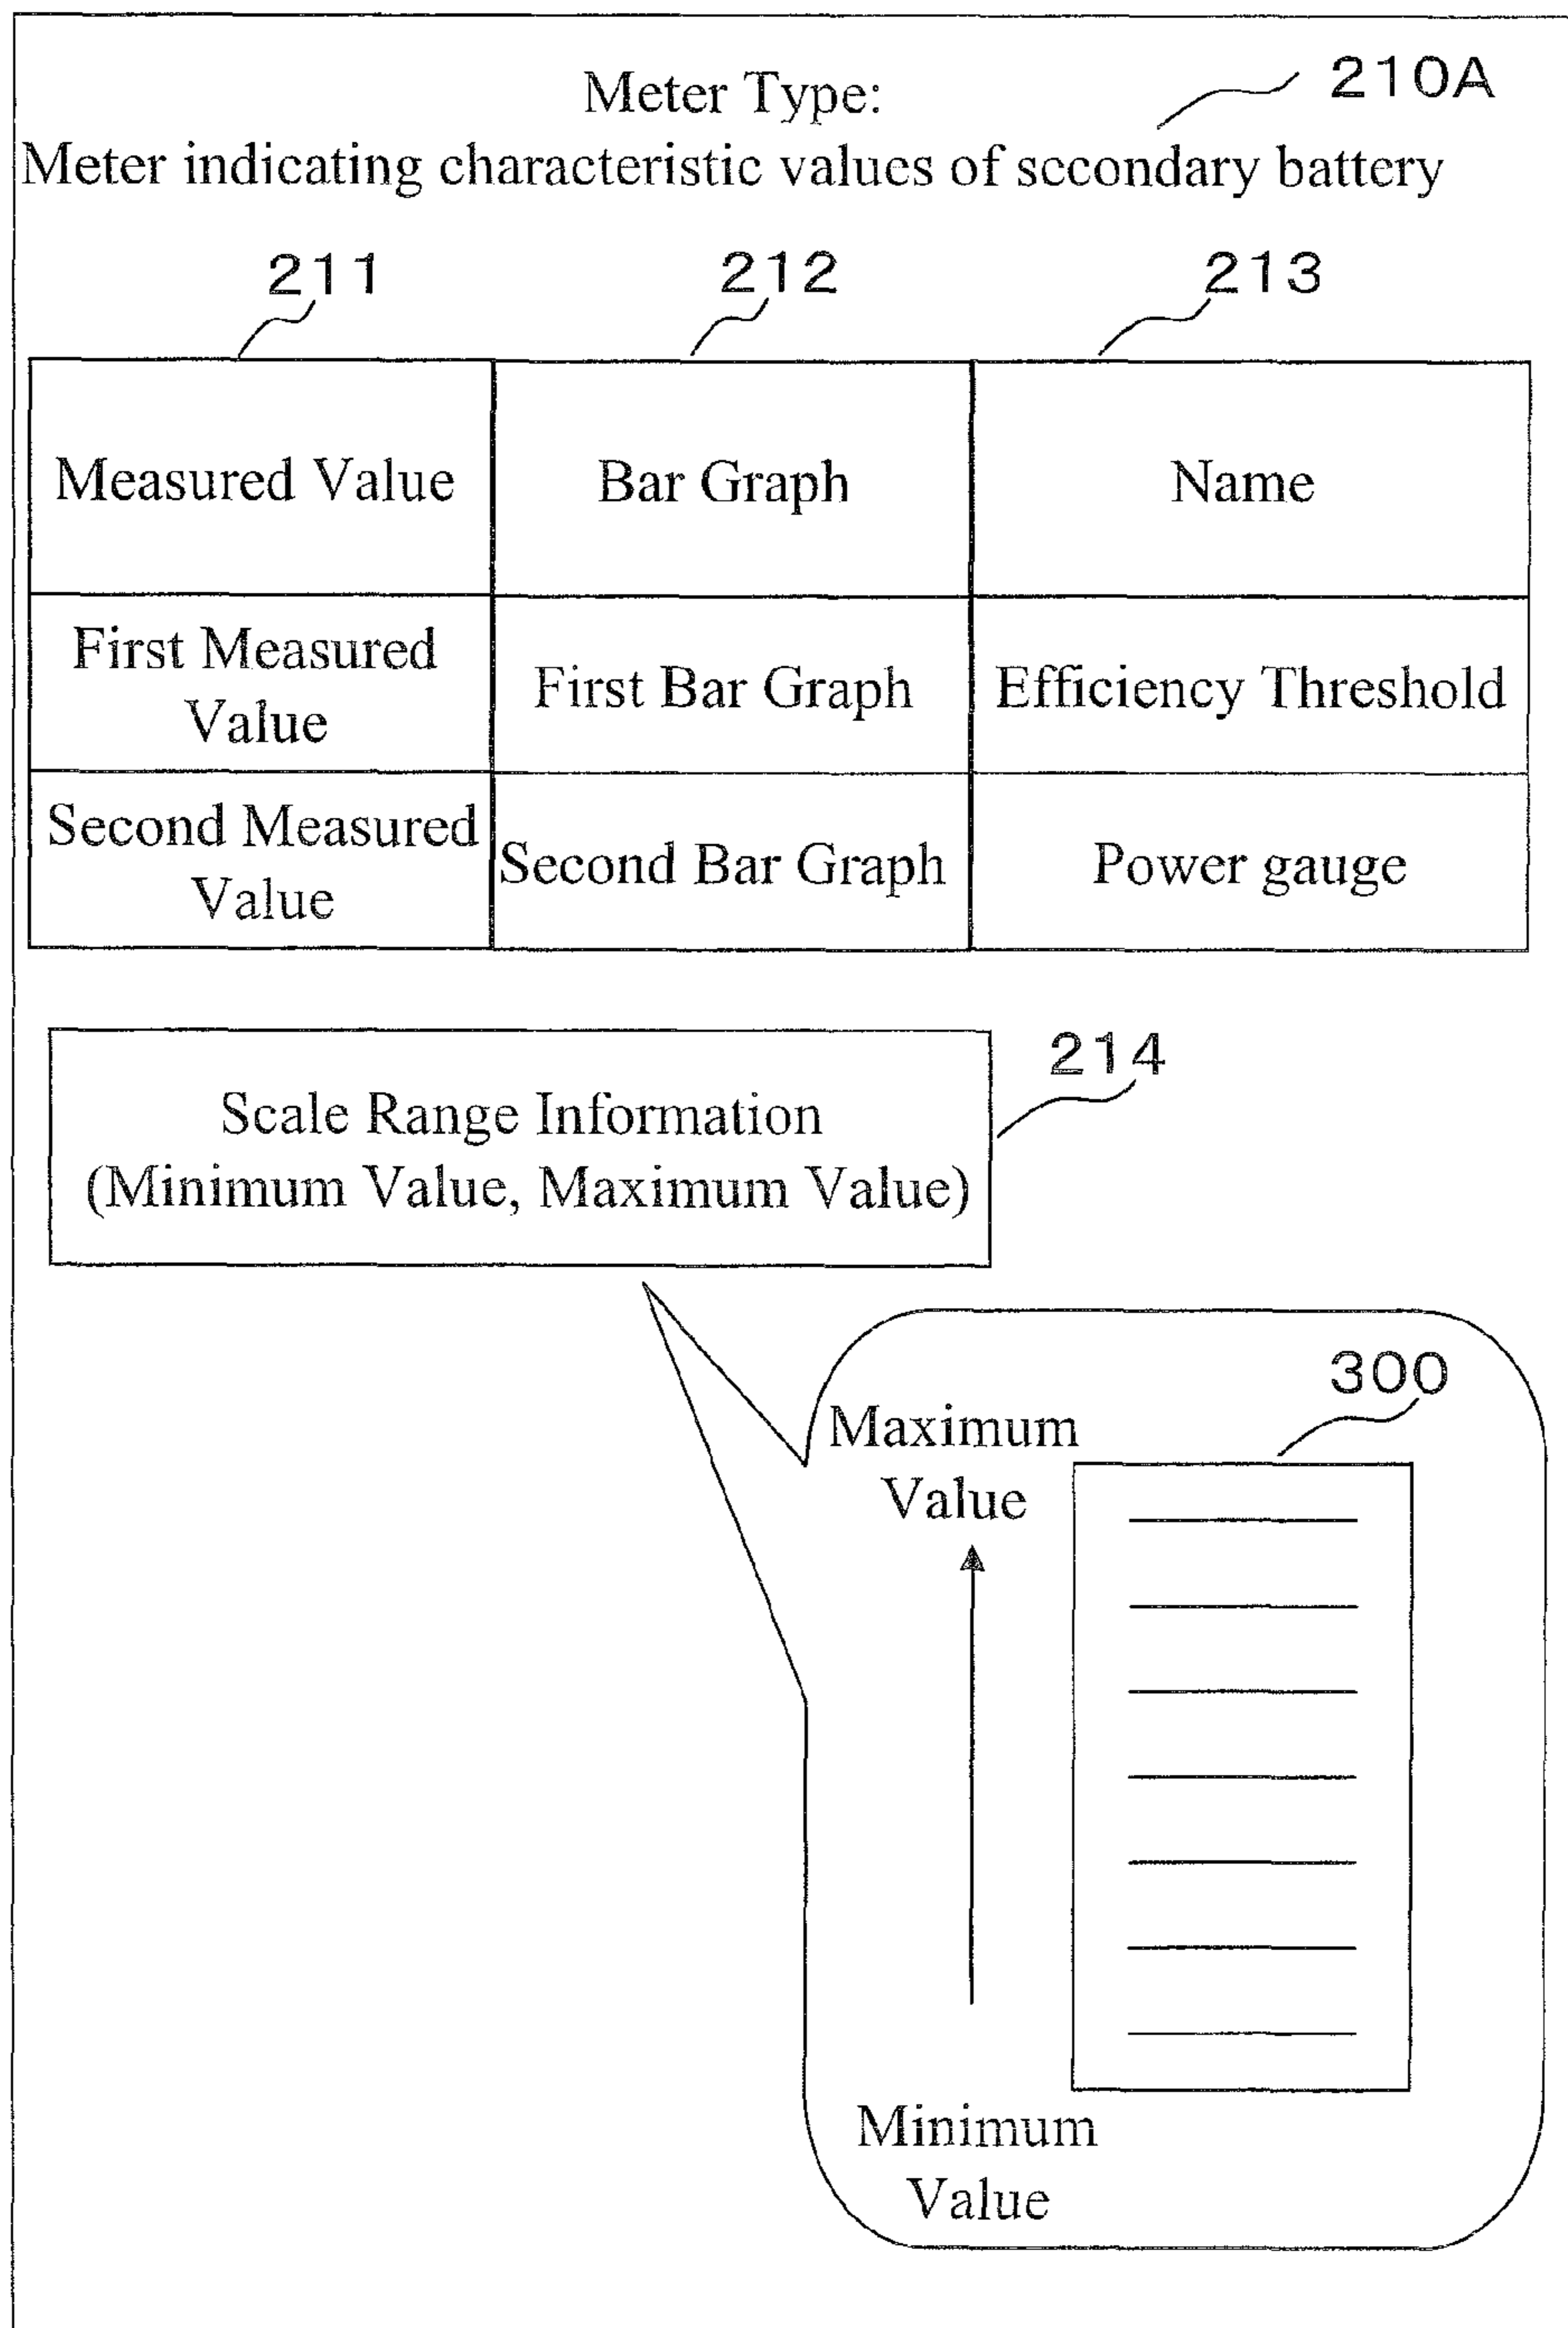 Meter Type:
210A
Meter indicating characteristic values of secondary battery
211
212
213
Measured Value
Bar Graph
Name
First Measured
Value
First Bar Graph
Efficiency Threshold
Second Measured
Value
Second Bar Graph
Power gauge
Scale Range Information
(Minimum Value, Maximum Value)
214
300
Maximum
Value
Minimum
Value